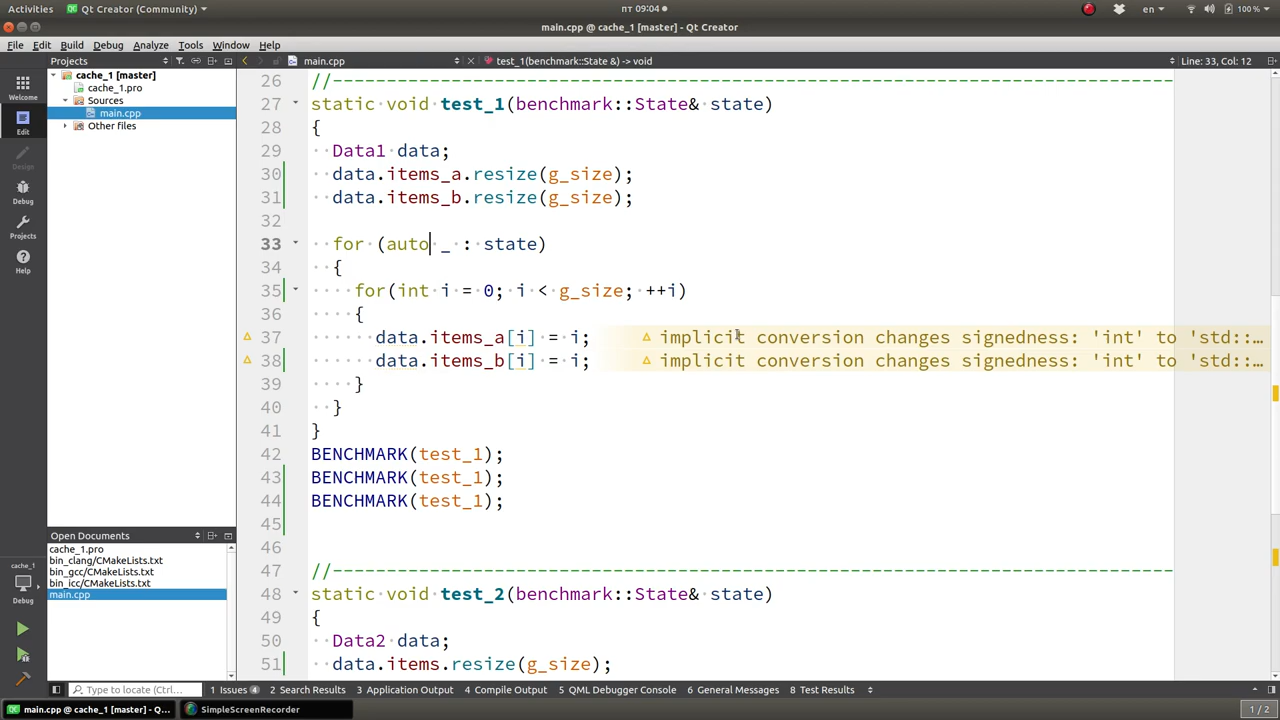 Activities Qt Creator (Community) пт 09:04 en 100 %
main.cpp @ cache_1 [master] - Qt Creator
File Edit Build Debug Analyze Tools Window Help
Projects main.cpp test_1(benchmark::State &) -> void Line: 33, Col: 12
cache_1 [master]
cache_1.pro
Sources
main.cpp
Other files
Welcome
Edit
Design
Debug
Projects
Help
26 //------------------------------------------------------------------------------
27 static void test_1(benchmark::State& state)
28 {
29 Data1 data;
30 data.items_a.resize(g_size);
31 data.items_b.resize(g_size);
32
33 for (auto _ : state)
34 {
35 for(int i = 0; i < g_size; ++i)
36 {
37 data.items_a[i] = i; implicit conversion changes signedness: 'int' to 'std::…
38 data.items_b[i] = i; implicit conversion changes signedness: 'int' to 'std::…
39 }
40 }
41 }
42 BENCHMARK(test_1);
43 BENCHMARK(test_1);
44 BENCHMARK(test_1);
45
46
47 //------------------------------------------------------------------------------
48 static void test_2(benchmark::State& state)
49 {
50 Data2 data;
51 data.items.resize(g_size);
Open Documents
cache_1.pro
bin_clang/CMakeLists.txt
bin_gcc/CMakeLists.txt
bin_icc/CMakeLists.txt
main.cpp
cache_1
Debug
Type to locate (Ctrl... 1 Issues 4 2 Search Results 3 Application Output 4 Compile Output 5 QML Debugger Console 6 General Messages 8 Test Results
main.cpp @ cache_1 [master] - Q... SimpleScreenRecorder 1 / 2